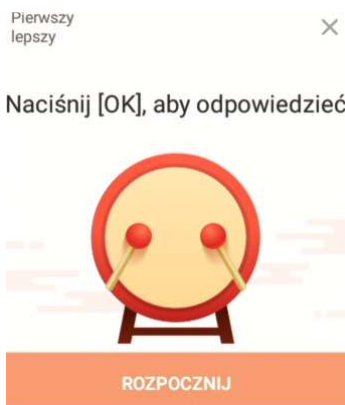 Pierwszy
lepszy
Naciśnij [OK], aby odpowiedzieć
ROZPOCZNIJ